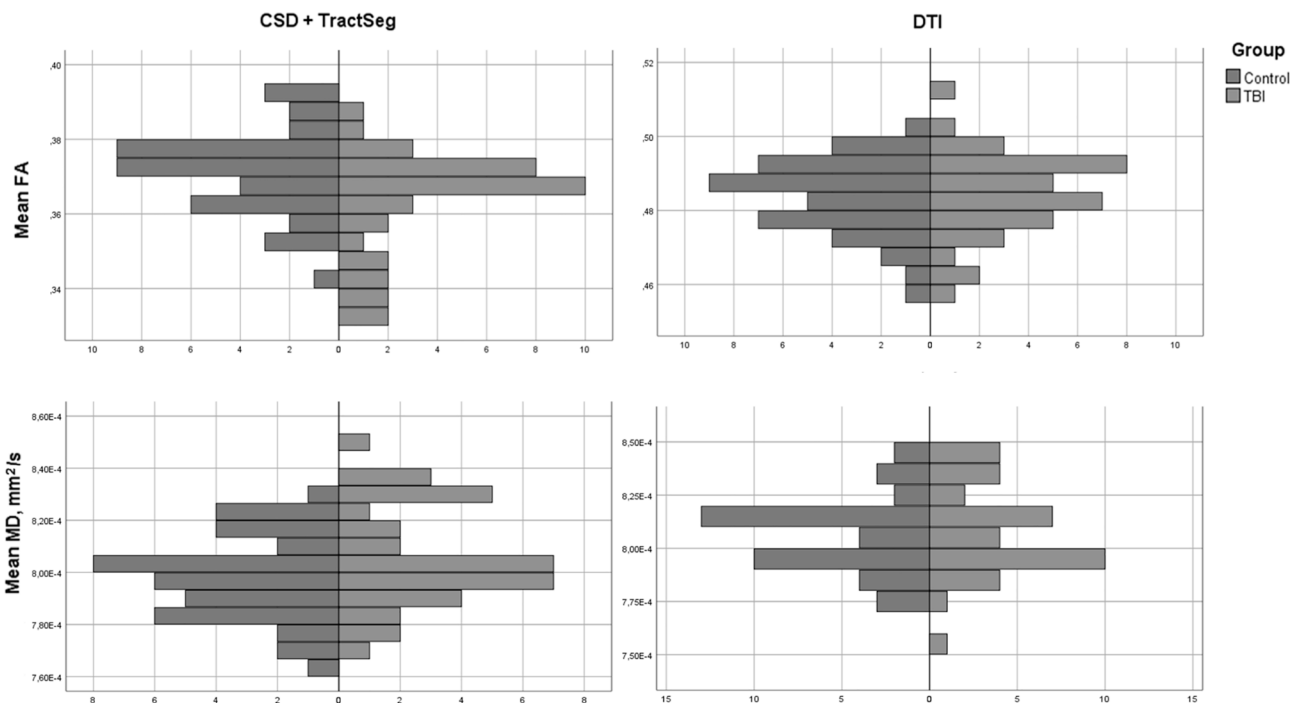 CSD + TractSeg
DTI
Group
Control
TBI
Mean FA
,40
,38
,36
,34
10 8 6 4 2 0 2 4 6 8 10
,52
,50
,48
,46
10 8 6 4 2 0 2 4 6 8 10
Mean MD, mm²/s
8,60E-4
8,40E-4
8,20E-4
8,00E-4
7,80E-4
7,60E-4
8 6 4 2 0 2 4 6 8
8,50E-4
8,25E-4
8,00E-4
7,75E-4
7,50E-4
15 10 5 0 5 10 15